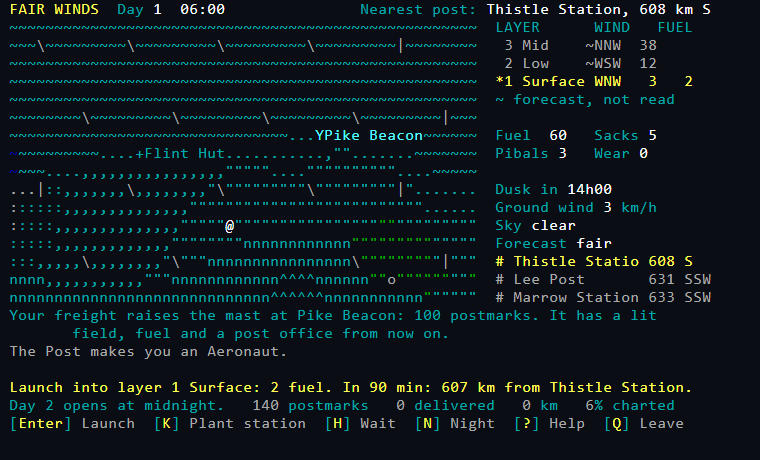 FAIR WINDS  Day 1  06:00                    Nearest post: Thistle Station, 608 km S
LAYER      WIND   FUEL
3 Mid    ~NNW  38
2 Low    ~WSW  12
*1 Surface WNW   3   2
~ forecast, not read
YPike Beacon
Fuel  60   Sacks 5
+Flint Hut
Pibals 3   Wear 0
Dusk in 14h00
Ground wind 3 km/h
@
Sky clear
Forecast fair
# Thistle Statio 608 S
# Lee Post       631 SSW
# Marrow Station 633 SSW
Your freight raises the mast at Pike Beacon: 100 postmarks. It has a lit
field, fuel and a post office from now on.
The Post makes you an Aeronaut.
Launch into layer 1 Surface: 2 fuel. In 90 min: 607 km from Thistle Station.
Day 2 opens at midnight.   140 postmarks   0 delivered   0 km   6% charted
[Enter] Launch  [K] Plant station  [H] Wait  [N] Night  [?] Help  [Q] Leave